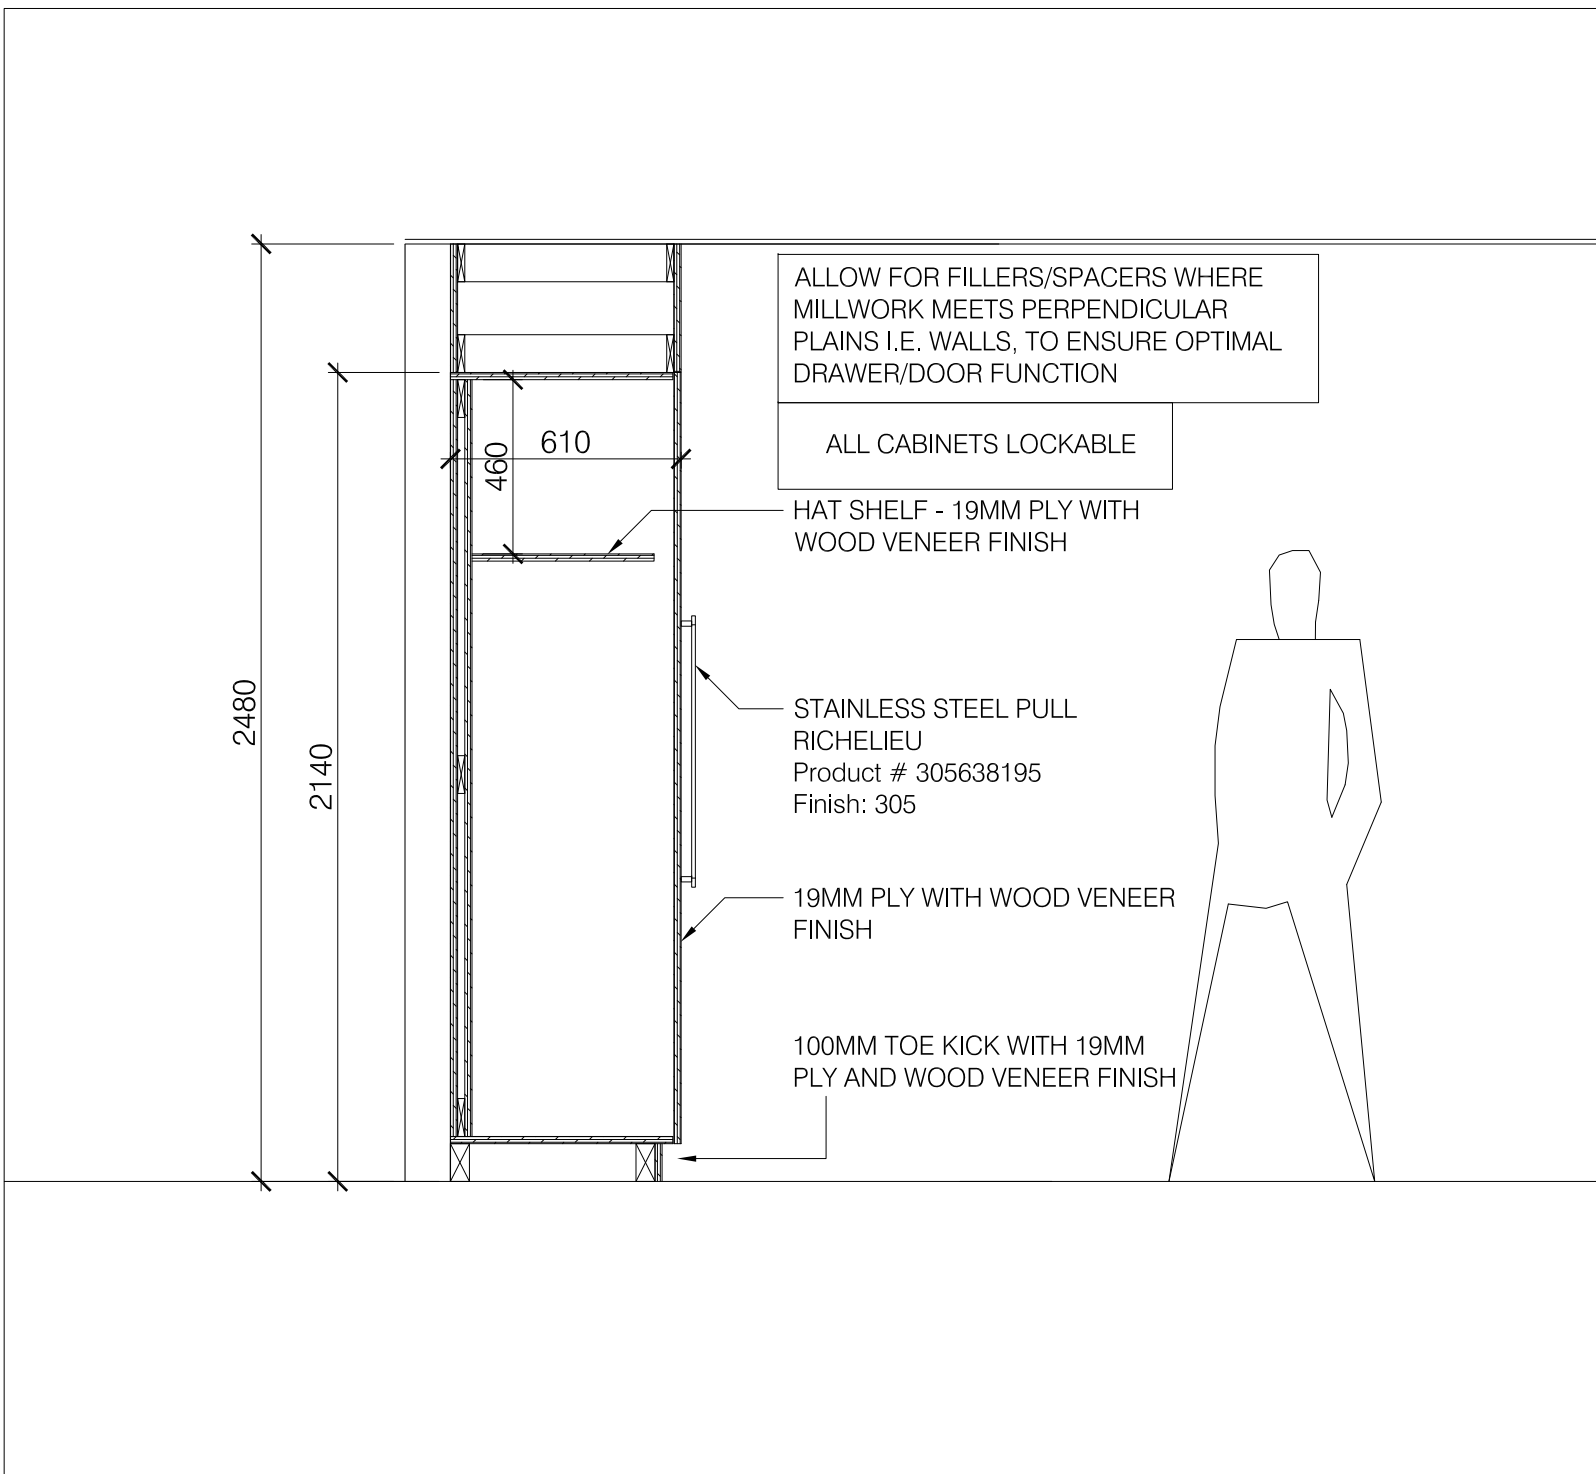 ALLOW FOR FILLERS/SPACERS WHERE
MILLWORK MEETS PERPENDICULAR
PLAINS I.E. WALLS, TO ENSURE OPTIMAL
DRAWER/DOOR FUNCTION
ALL CABINETS LOCKABLE
610
460
HAT SHELF - 19MM PLY WITH
WOOD VENEER FINISH
2480
2140
STAINLESS STEEL PULL
RICHELIEU
Product # 305638195
Finish: 305
19MM PLY WITH WOOD VENEER
FINISH
100MM TOE KICK WITH 19MM
PLY AND WOOD VENEER FINISH